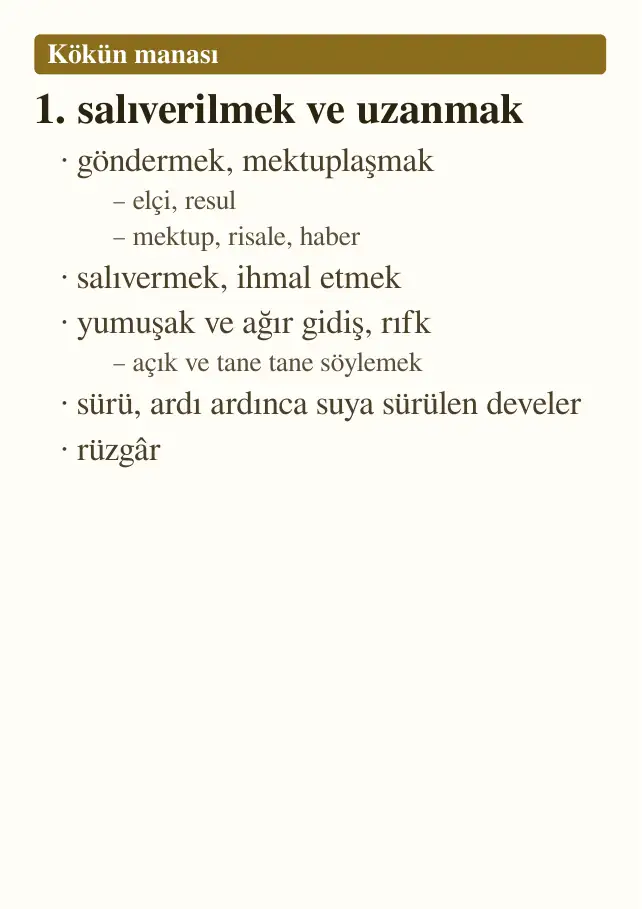 Kökün manası
1. salıverilmek ve uzanmak
· göndermek, mektuplaşmak
– elçi, resul
– mektup, risale, haber
· salıvermek, ihmal etmek
· yumuşak ve ağır gidiş, rıfk
– açık ve tane tane söylemek
· sürü, ardı ardınca suya sürülen develer
· rüzgâr